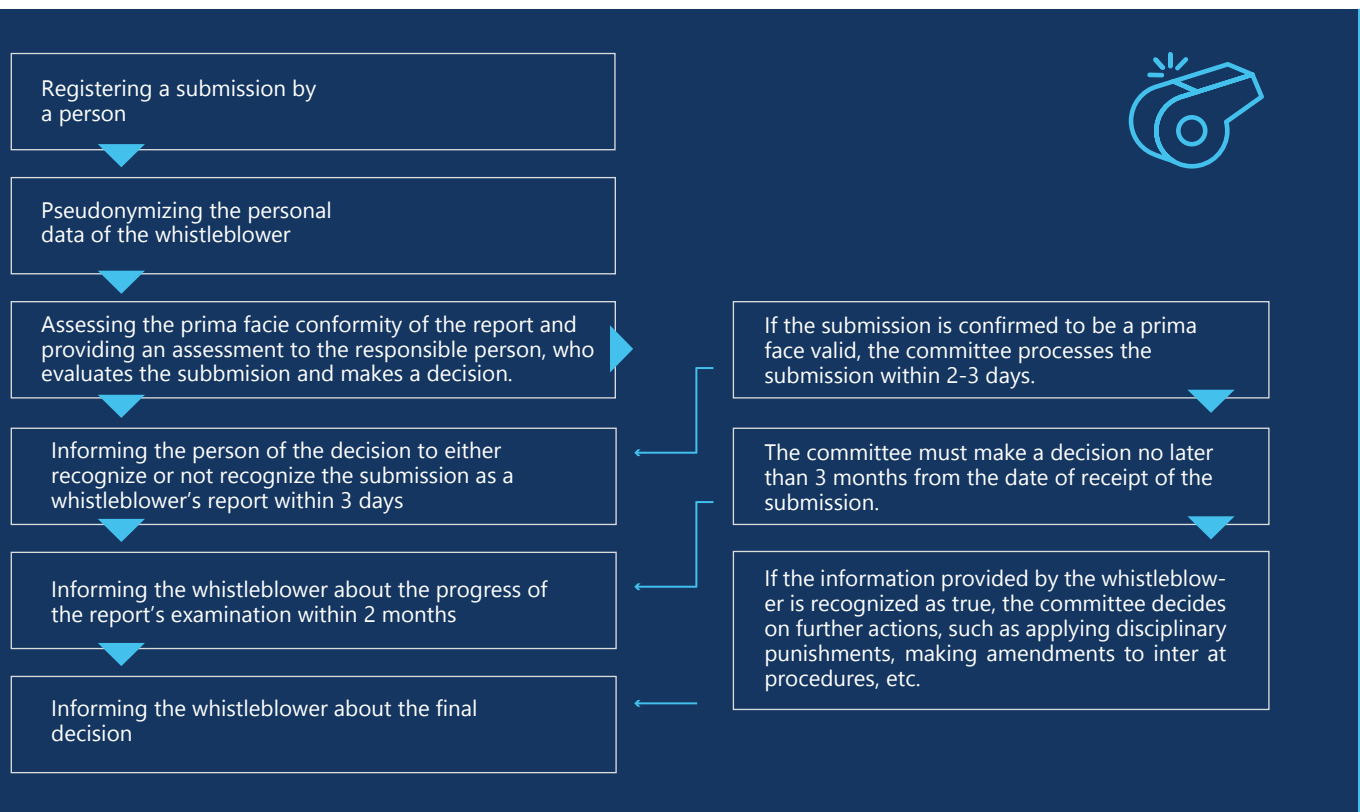 Registering a submission by
a person
Pseudonymizing the personal
data of the whistleblower
Assessing the prima facie conformity of the report and
providing an assessment to the responsible person, who
evaluates the subbmision and makes a decision.
Informing the person of the decision to either
recognize or not recognize the submission as a
whistleblower's report within 3 days
Informing the whistleblower about the progress of
the report's examination within 2 months
Informing the whistleblower about the final
decision
If the submission is confirmed to be a prima
face valid, the committee processes the
submission within 2-3 days.
The committee must make a decision no later
than 3 months from the date of receipt of the
submission.
If the information provided by the whistleblow-
er is recognized as true, the committee decides
on further actions, such as applying disciplinary
punishments, making amendments to inter at
procedures, etc.